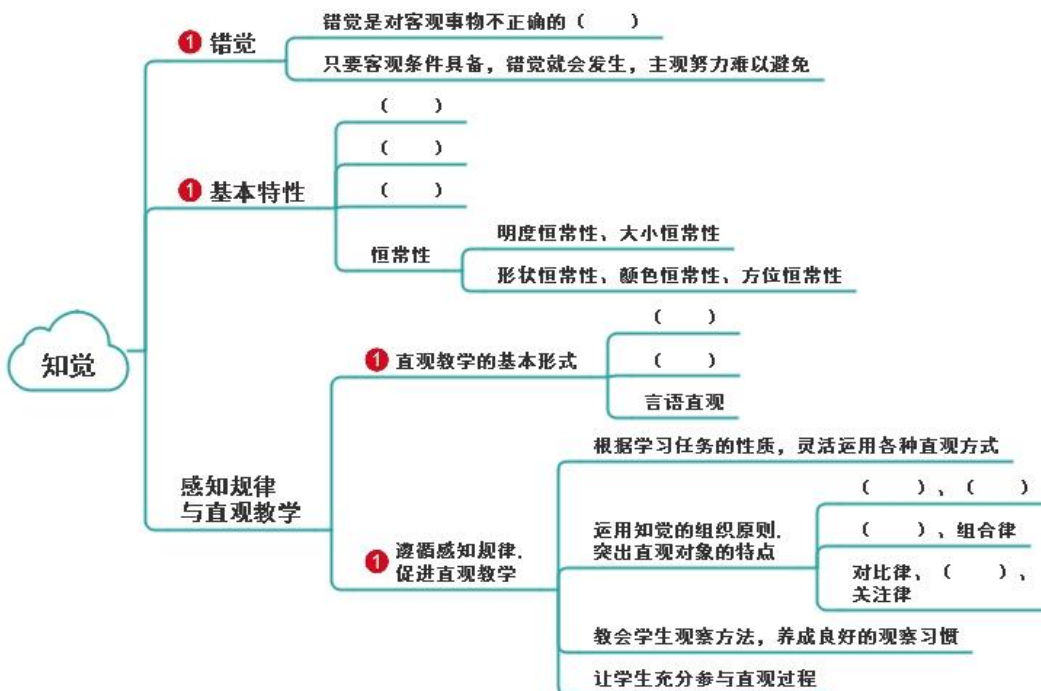 知觉
❶ 错觉
错觉是对客观事物不正确的（　　）
只要客观条件具备，错觉就会发生，主观努力难以避免
❶ 基本特性
（　　）
（　　）
（　　）
恒常性
明度恒常性、大小恒常性
形状恒常性、颜色恒常性、方位恒常性
感知规律
与直观教学
❶ 直观教学的基本形式
（　　）
（　　）
言语直观
❶ 遵循感知规律.
促进直观教学
根据学习任务的性质，灵活运用各种直观方式
运用知觉的组织原则.
突出直观对象的特点
（　　）、（　　）
（　　）、组合律
对比律、（　　）、
关注律
教会学生观察方法，养成良好的观察习惯
让学生充分参与直观过程